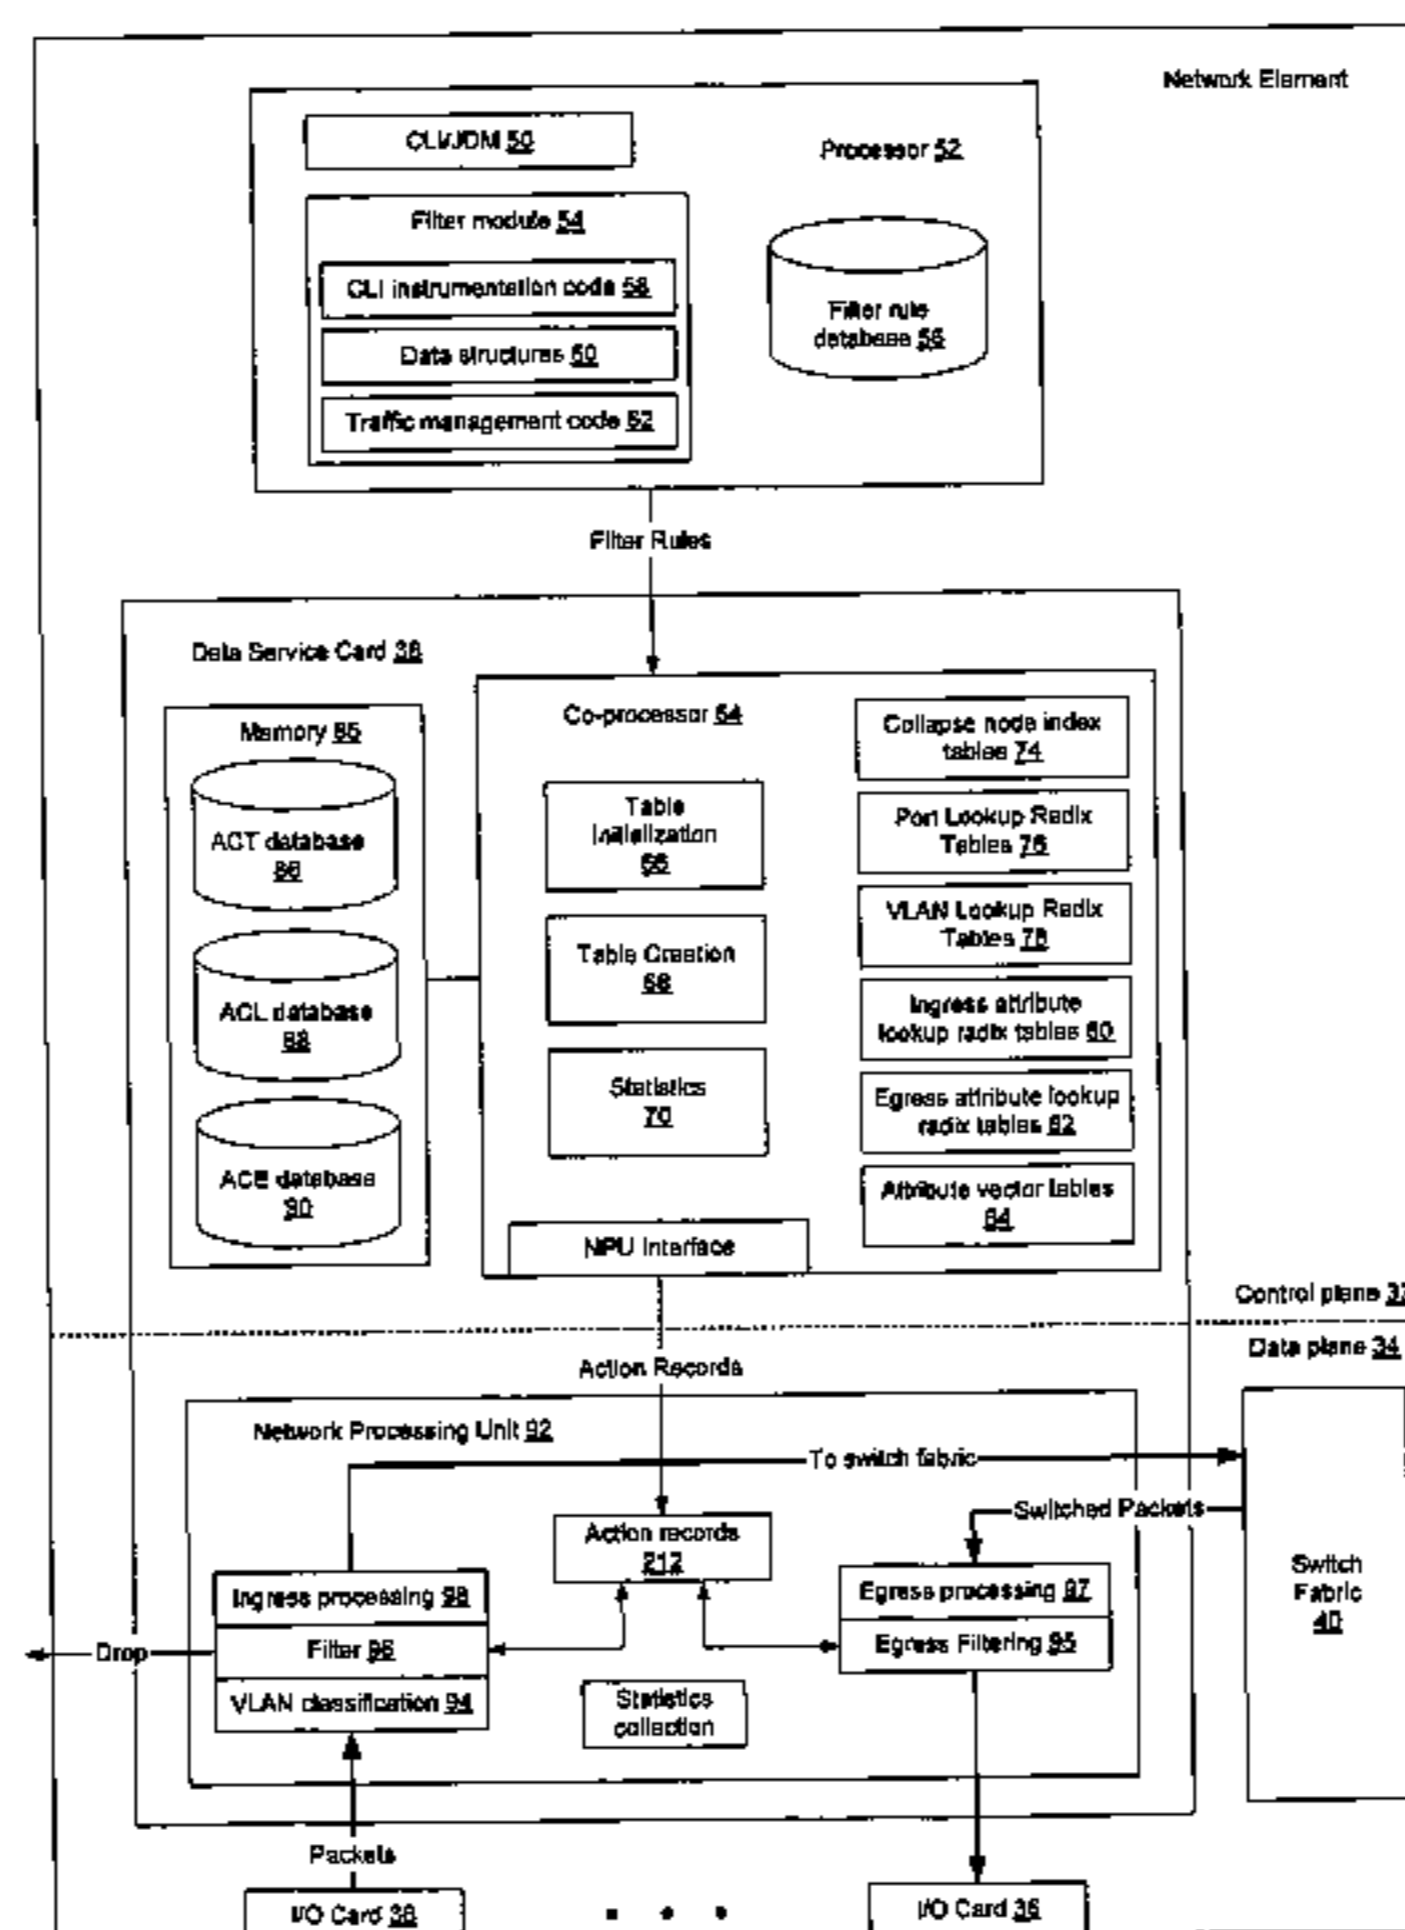 Network Element
CLI/JDM 50
Processor 52
Filter module 54
CLI instrumentation code 58
Data structures 60
Traffic management code 62
Filter rule
database 56
Filter Rules
Data Service Card 38
Memory 85
ACT database
86
ACL database
88
ACE database
90
Co-processor 64
Table
Initialization
Table Creation
68
Statistics
70
NPU Interface
Collapse node index
tables 74
Port Lookup Radix
Tables 76
VLAN Lookup Radix
Tables 78
Ingress attribute
lookup radix tables 80
Egress attribute lookup
radix tables 82
Attribute vector tables
84
Control plane
Data plane 34
Action Records
Network Processing Unit 92
To switch fabric
Switched Packets
Action records
212
Ingress processing 98
Filter 96
VLAN classification 94
Drop
Egress processing 97
Egress Filtering 95
Statistics
collection
Switch
Fabric
40
Packets
I/O Card 36
I/O Card 36